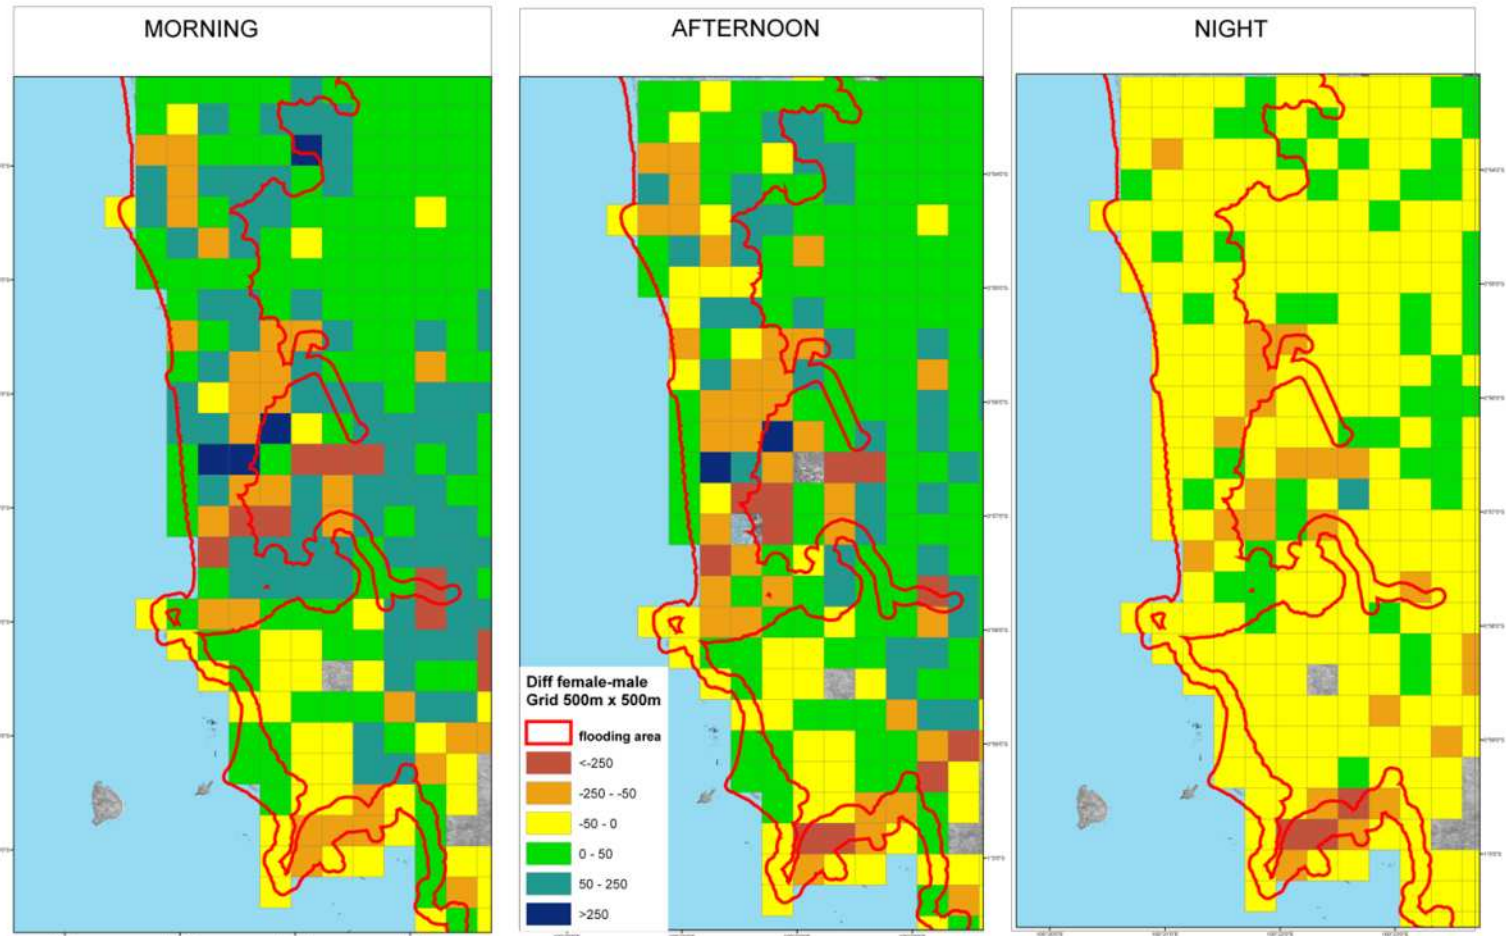 MORNING
AFTERNOON
NIGHT
Diff female-male
Grid 500m x 500m
flooding area
<-250
-250 - -50
-50 - 0
0 - 50
50 - 250
>250